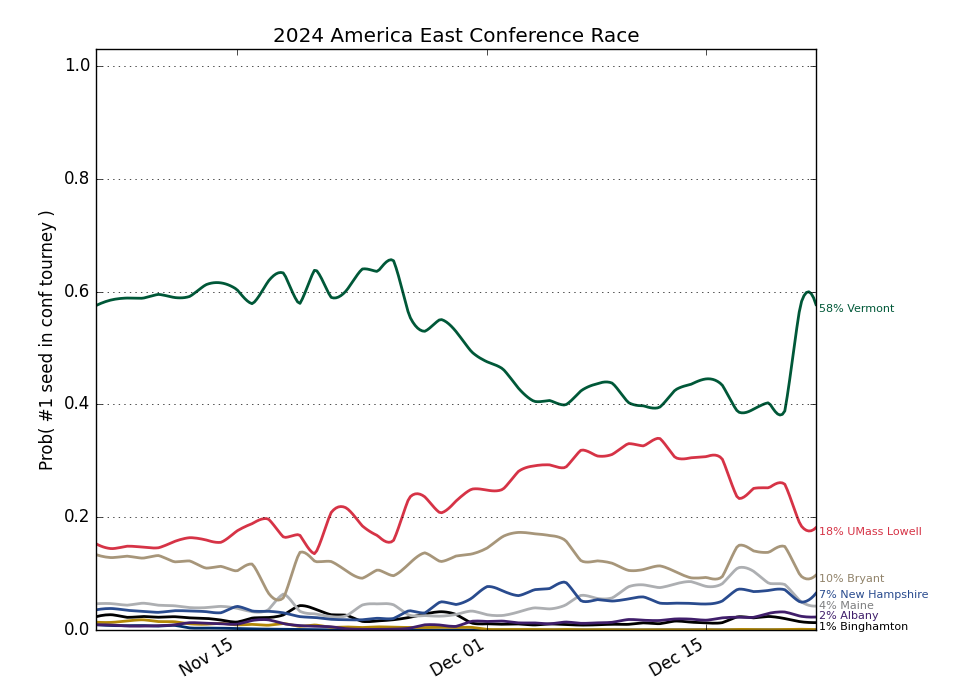 2024 America East Conference Race
Prob( #1 seed in conf tourney )
1.0
0.8
0.6
0.4
0.2
0.0
Nov 15
Dec 01
Dec 15
58% Vermont
18% UMass Lowell
10% Bryant
7% New Hampshire
4% Maine
2% Albany
1% Binghamton